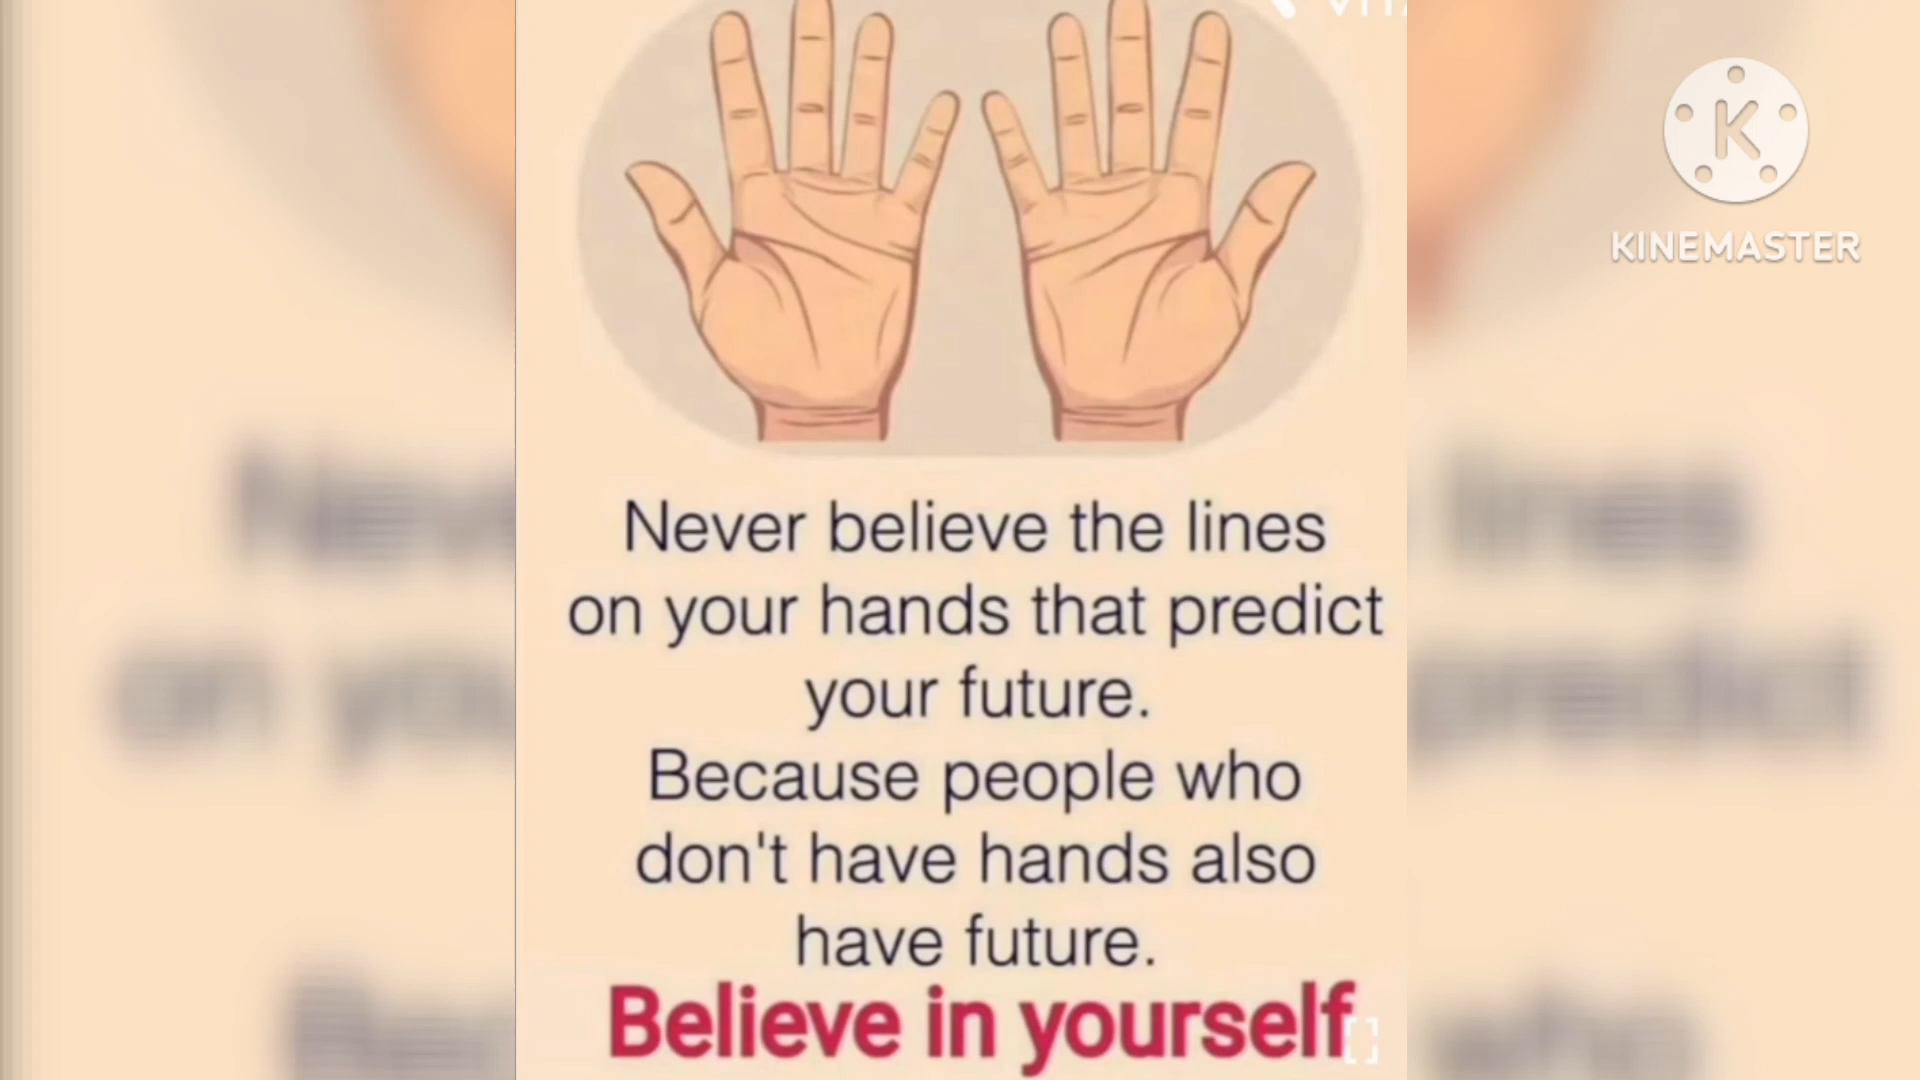 KINEMASTER
Never believe the lines
on your hands that predict
your future.
Because people who
don't have hands also
have future.
Believe in yourself